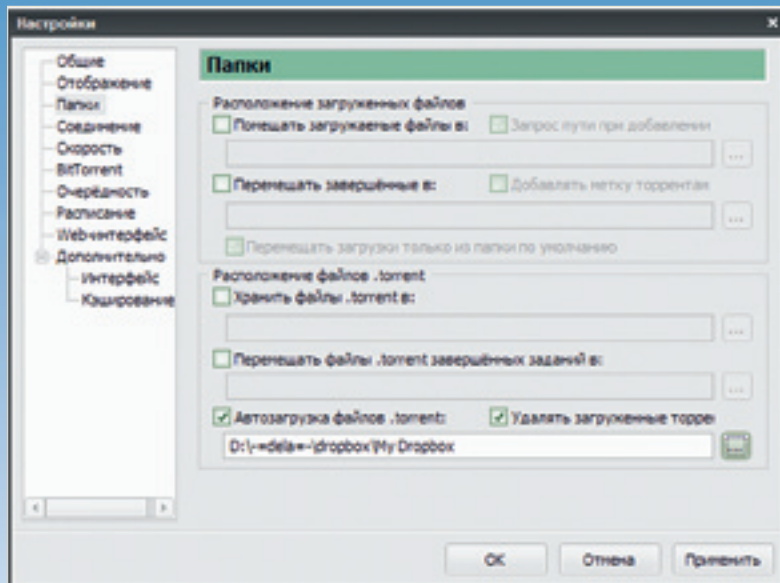 Настройки
Общие
Отображение
Папки
Соединение
Скорость
BitTorrent
Очерёдность
Расписание
Web-интерфейс
Дополнительно
Интерфейс
Кэширование
Папки
Расположение загруженных файлов
Помещать загружаемые файлы в:
Запрос пути при добавлении
...
Перемещать завершённые в:
Добавлять метку торрентам
...
Перемещать загрузки только из папки по умолчанию
Расположение файлов .torrent
Хранить файлы .torrent в:
...
Перемещать файлы .torrent завершённых заданий в:
...
Автозагрузка файлов .torrent:
Удалять загруженные торре
D:\-=dela=-\dropbox\My Dropbox
...
OK
Отмена
Применить